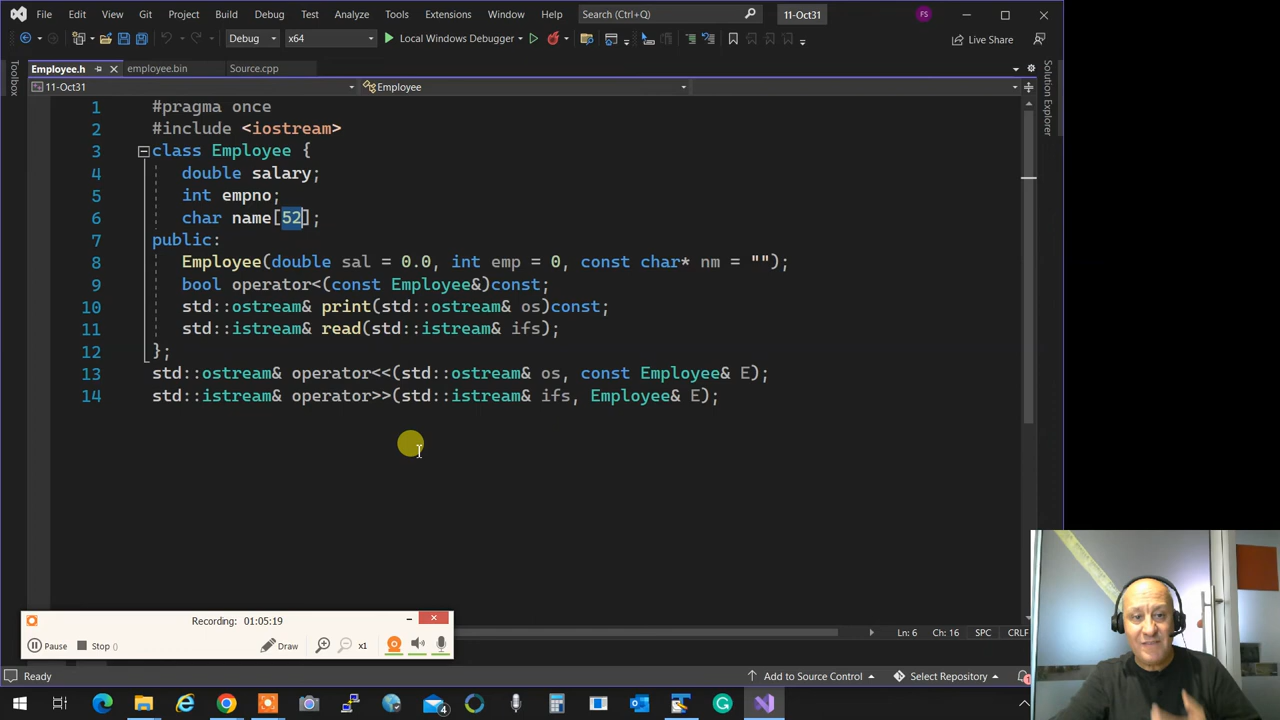 File Edit View Git Project Build Debug Test Analyze Tools Extensions Window Help Search (Ctrl+Q) 11-Oct31 FS
Debug x64 Local Windows Debugger Live Share
Toolbox
Employee.h employee.bin Source.cpp
11-Oct31 Employee
Solution Explorer
1 #pragma once
2 #include <iostream>
3 class Employee {
4 double salary;
5 int empno;
6 char name[52];
7 public:
8 Employee(double sal = 0.0, int emp = 0, const char* nm = "");
9 bool operator<(const Employee&)const;
10 std::ostream& print(std::ostream& os)const;
11 std::istream& read(std::istream& ifs);
12 };
13 std::ostream& operator<<(std::ostream& os, const Employee& E);
14 std::istream& operator>>(std::istream& ifs, Employee& E);
Recording: 01:05:19
Pause Stop () Draw x1
Ln: 6 Ch: 16 SPC CRLF
Ready Add to Source Control Select Repository 1
4